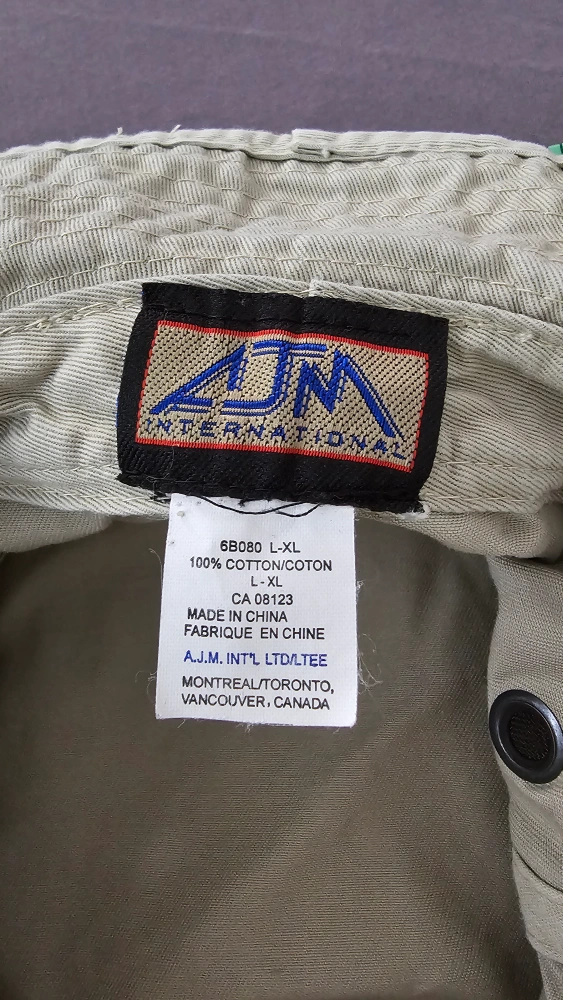 AJM
INTERNATIONAL
6B080 L-XL
100% COTTON/COTON
L-XL
CA 08123
MADE IN CHINA
FABRIQUE EN CHINE
A.J.M. INT'L LTD/LTEE
MONTREAL/TORONTO,
VANCOUVER, CANADA